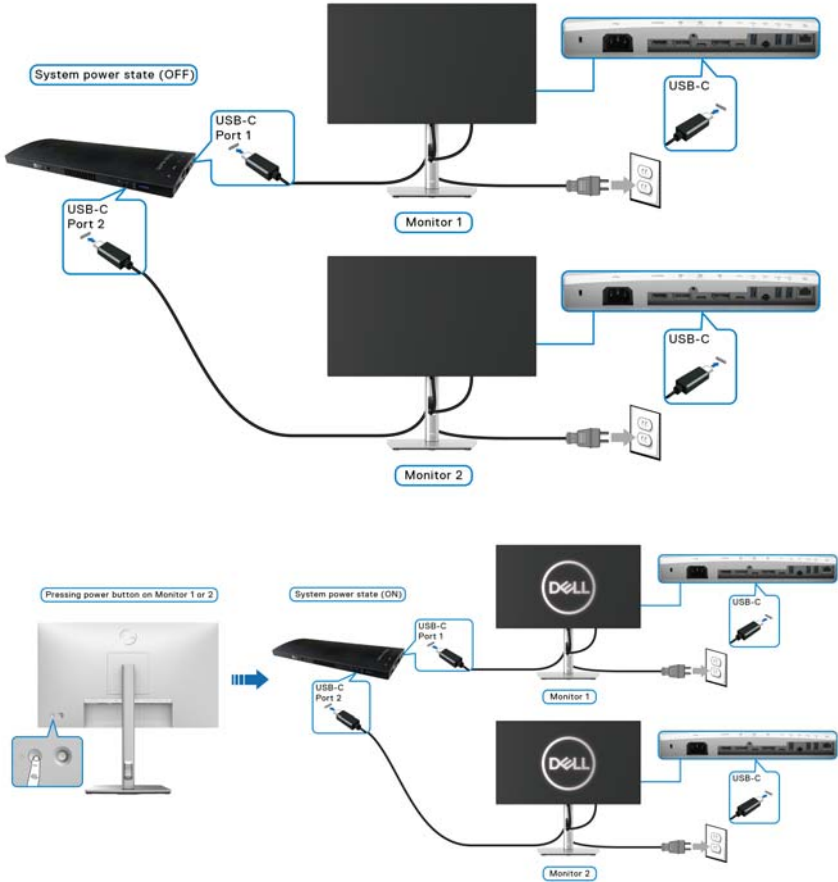 System power state (OFF)
USB-C
Port 1
USB-C
USB-C
Port 2
Monitor 1
USB-C
Monitor 2
Pressing power button on Monitor 1 or 2
System power state (ON)
DELL
USB-C
Port 1
USB-C
USB-C
Port 2
Monitor 1
DELL
USB-C
Monitor 2